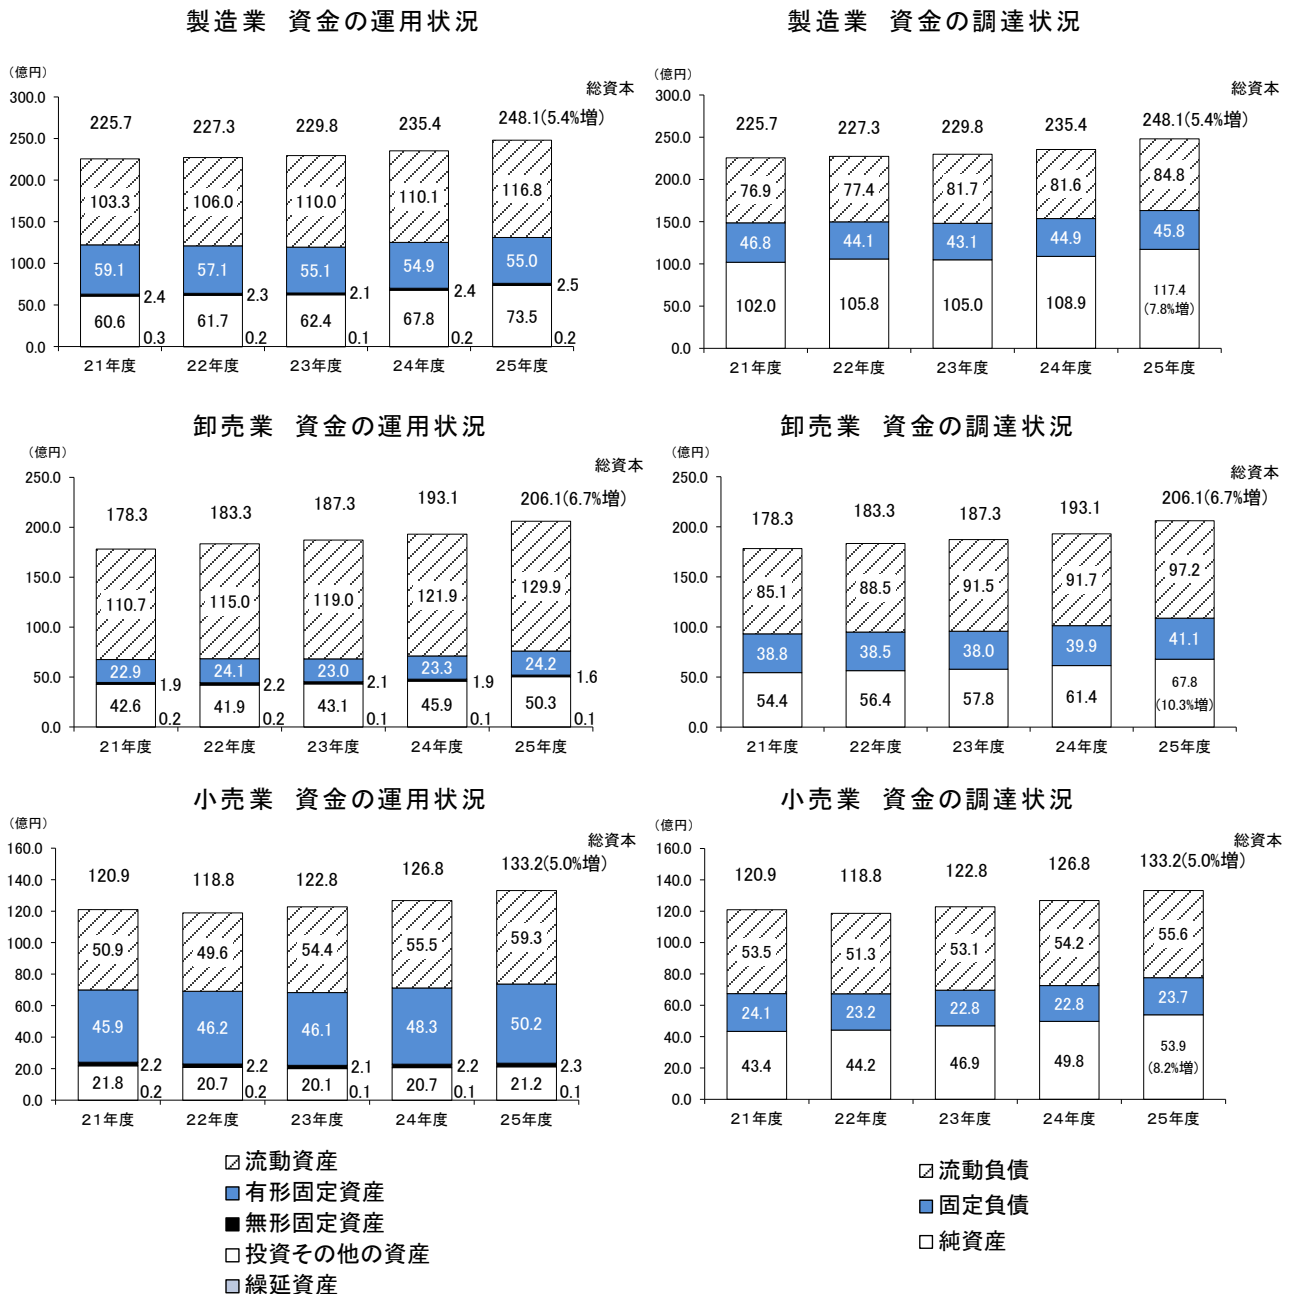 製造業 資金の運用状況
（億円）
総資本
300.0
250.0
200.0
150.0
100.0
50.0
0.0
225.7 227.3 229.8 235.4 248.1(5.4%増)
103.3 106.0 110.0 110.1 116.8
59.1 57.1 55.1 54.9 55.0
2.4 2.3 2.1 2.4 2.5
60.6 61.7 62.4 67.8 73.5
0.3 0.2 0.1 0.2 0.2
21年度 22年度 23年度 24年度 25年度
製造業 資金の調達状況
（億円）
総資本
300.0
250.0
200.0
150.0
100.0
50.0
0.0
225.7 227.3 229.8 235.4 248.1(5.4%増)
76.9 77.4 81.7 81.6 84.8
46.8 44.1 43.1 44.9 45.8
102.0 105.8 105.0 108.9 117.4
(7.8%増)
21年度 22年度 23年度 24年度 25年度
卸売業 資金の運用状況
（億円）
総資本
250.0
200.0
150.0
100.0
50.0
0.0
178.3 183.3 187.3 193.1 206.1(6.7%増)
110.7 115.0 119.0 121.9 129.9
22.9 24.1 23.0 23.3 24.2
1.9 2.2 2.1 1.9 1.6
42.6 41.9 43.1 45.9 50.3
0.2 0.2 0.1 0.1 0.1
21年度 22年度 23年度 24年度 25年度
卸売業 資金の調達状況
（億円）
総資本
250.0
200.0
150.0
100.0
50.0
0.0
178.3 183.3 187.3 193.1 206.1(6.7%増)
85.1 88.5 91.5 91.7 97.2
38.8 38.5 38.0 39.9 41.1
54.4 56.4 57.8 61.4 67.8
(10.3%増)
21年度 22年度 23年度 24年度 25年度
小売業 資金の運用状況
（億円）
総資本
160.0
140.0
120.0
100.0
80.0
60.0
40.0
20.0
0.0
120.9 118.8 122.8 126.8 133.2(5.0%増)
50.9 49.6 54.4 55.5 59.3
45.9 46.2 46.1 48.3 50.2
2.2 2.2 2.1 2.2 2.3
21.8 20.7 20.1 20.7 21.2
0.2 0.2 0.1 0.1 0.1
21年度 22年度 23年度 24年度 25年度
小売業 資金の調達状況
（億円）
総資本
160.0
140.0
120.0
100.0
80.0
60.0
40.0
20.0
0.0
120.9 118.8 122.8 126.8 133.2(5.0%増)
53.5 51.3 53.1 54.2 55.6
24.1 23.2 22.8 22.8 23.7
43.4 44.2 46.9 49.8 53.9
(8.2%増)
21年度 22年度 23年度 24年度 25年度
流動資産
有形固定資産
無形固定資産
投資その他の資産
繰延資産
流動負債
固定負債
純資産